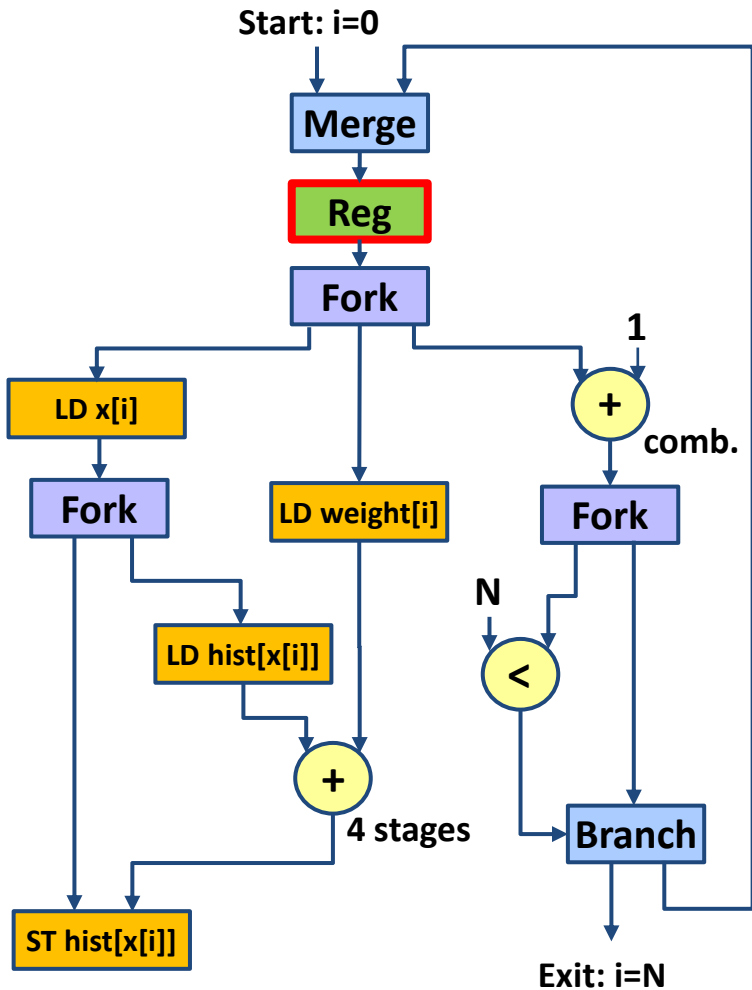 Start: i=0
Merge
Reg
Fork
1
LD x[i]
+
comb.
Fork
LD weight[i]
Fork
N
LD hist[x[i]]
<
+
4 stages
Branch
ST hist[x[i]]
Exit: i=N